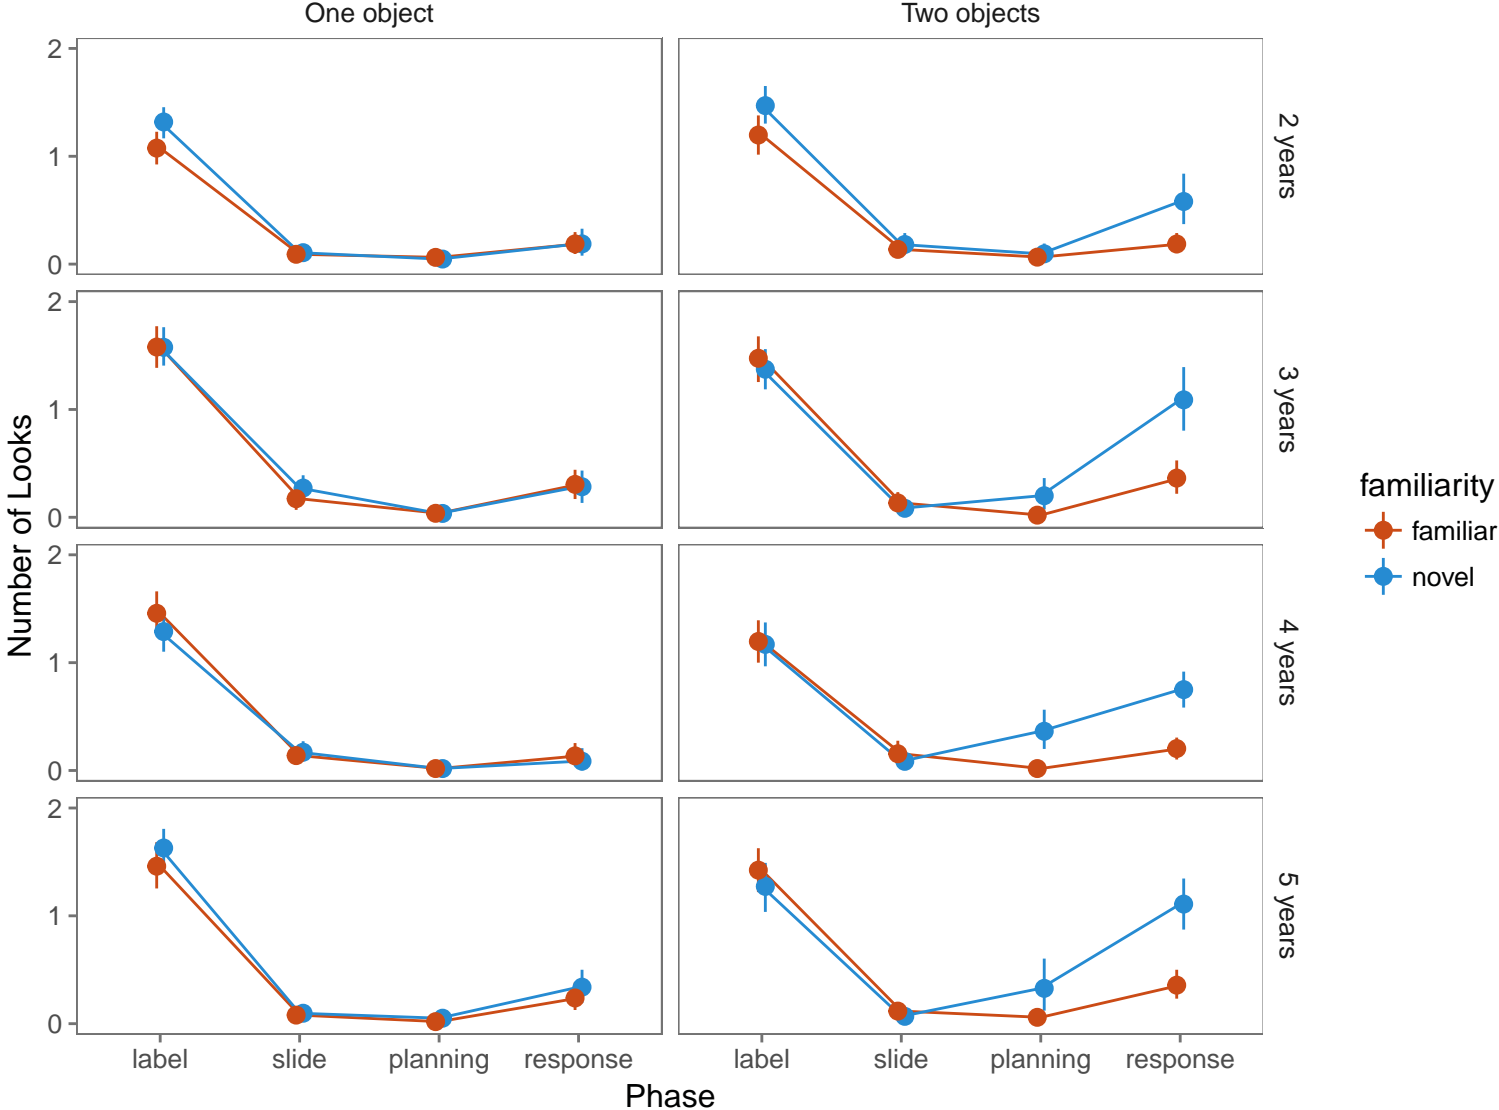 One object
Two objects
2
1
0
2 years
2
1
0
3 years
2
1
0
4 years
2
1
0
5 years
Number of Looks
label slide planning response
label slide planning response
Phase
familiarity
familiar
novel